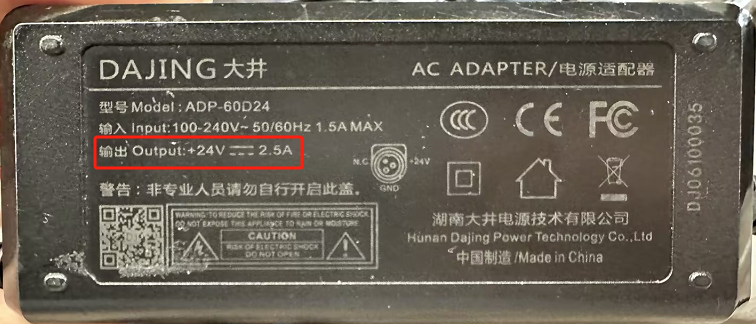 DAJING 大井
AC ADAPTER/电源适配器
型号 Model: ADP-60D24
输入 Input:100-240V~ 50/60Hz 1.5A MAX
输出 Output:+24V ⎓ 2.5A
N.C.
+24V
GND
CCC
CE
FC
警告: 非专业人员请勿自行开启此盖。
WARNING: TO REDUCE THE RISK OF FIRE OR ELECTRIC SHOCK,
DO NOT EXPOSE THIS APPLIANCE TO RAIN OR MOISTURE
CAUTION
RISK OF ELECTRIC SHOCK
DO NOT OPEN
湖南大井电源技术有限公司
Hunan Dajing Power Technology Co.,Ltd
中国制造 /Made in China
DJ06100035